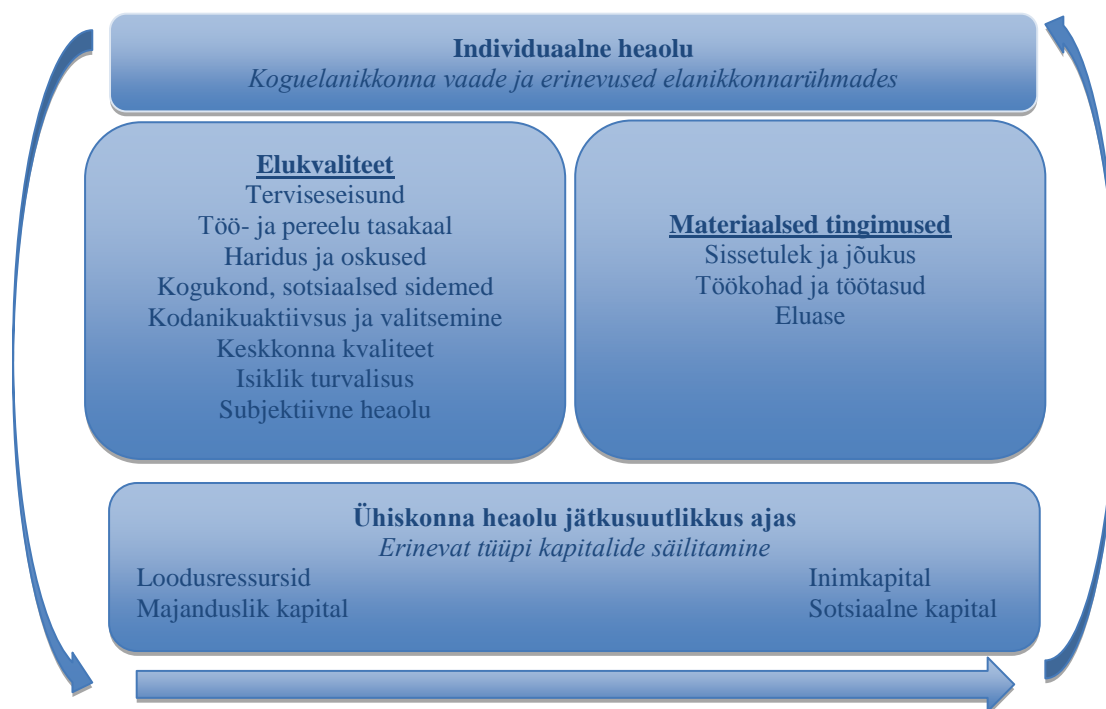 Individuaalne heaolu
Koguelanikkonna vaade ja erinevused elanikkonnarühmades
Elukvaliteet
Terviseseisund
Töö- ja pereelu tasakaal
Haridus ja oskused
Kogukond, sotsiaalsed sidemed
Kodanikuaktiivsus ja valitsemine
Keskkonna kvaliteet
Isiklik turvalisus
Subjektiivne heaolu
Materiaalsed tingimused
Sissetulek ja jõukus
Töökohad ja töötasud
Eluase
Ühiskonna heaolu jätkusuutlikkus ajas
Erinevat tüüpi kapitalide säilitamine
Loodusressursid
Majanduslik kapital
Inimkapital
Sotsiaalne kapital